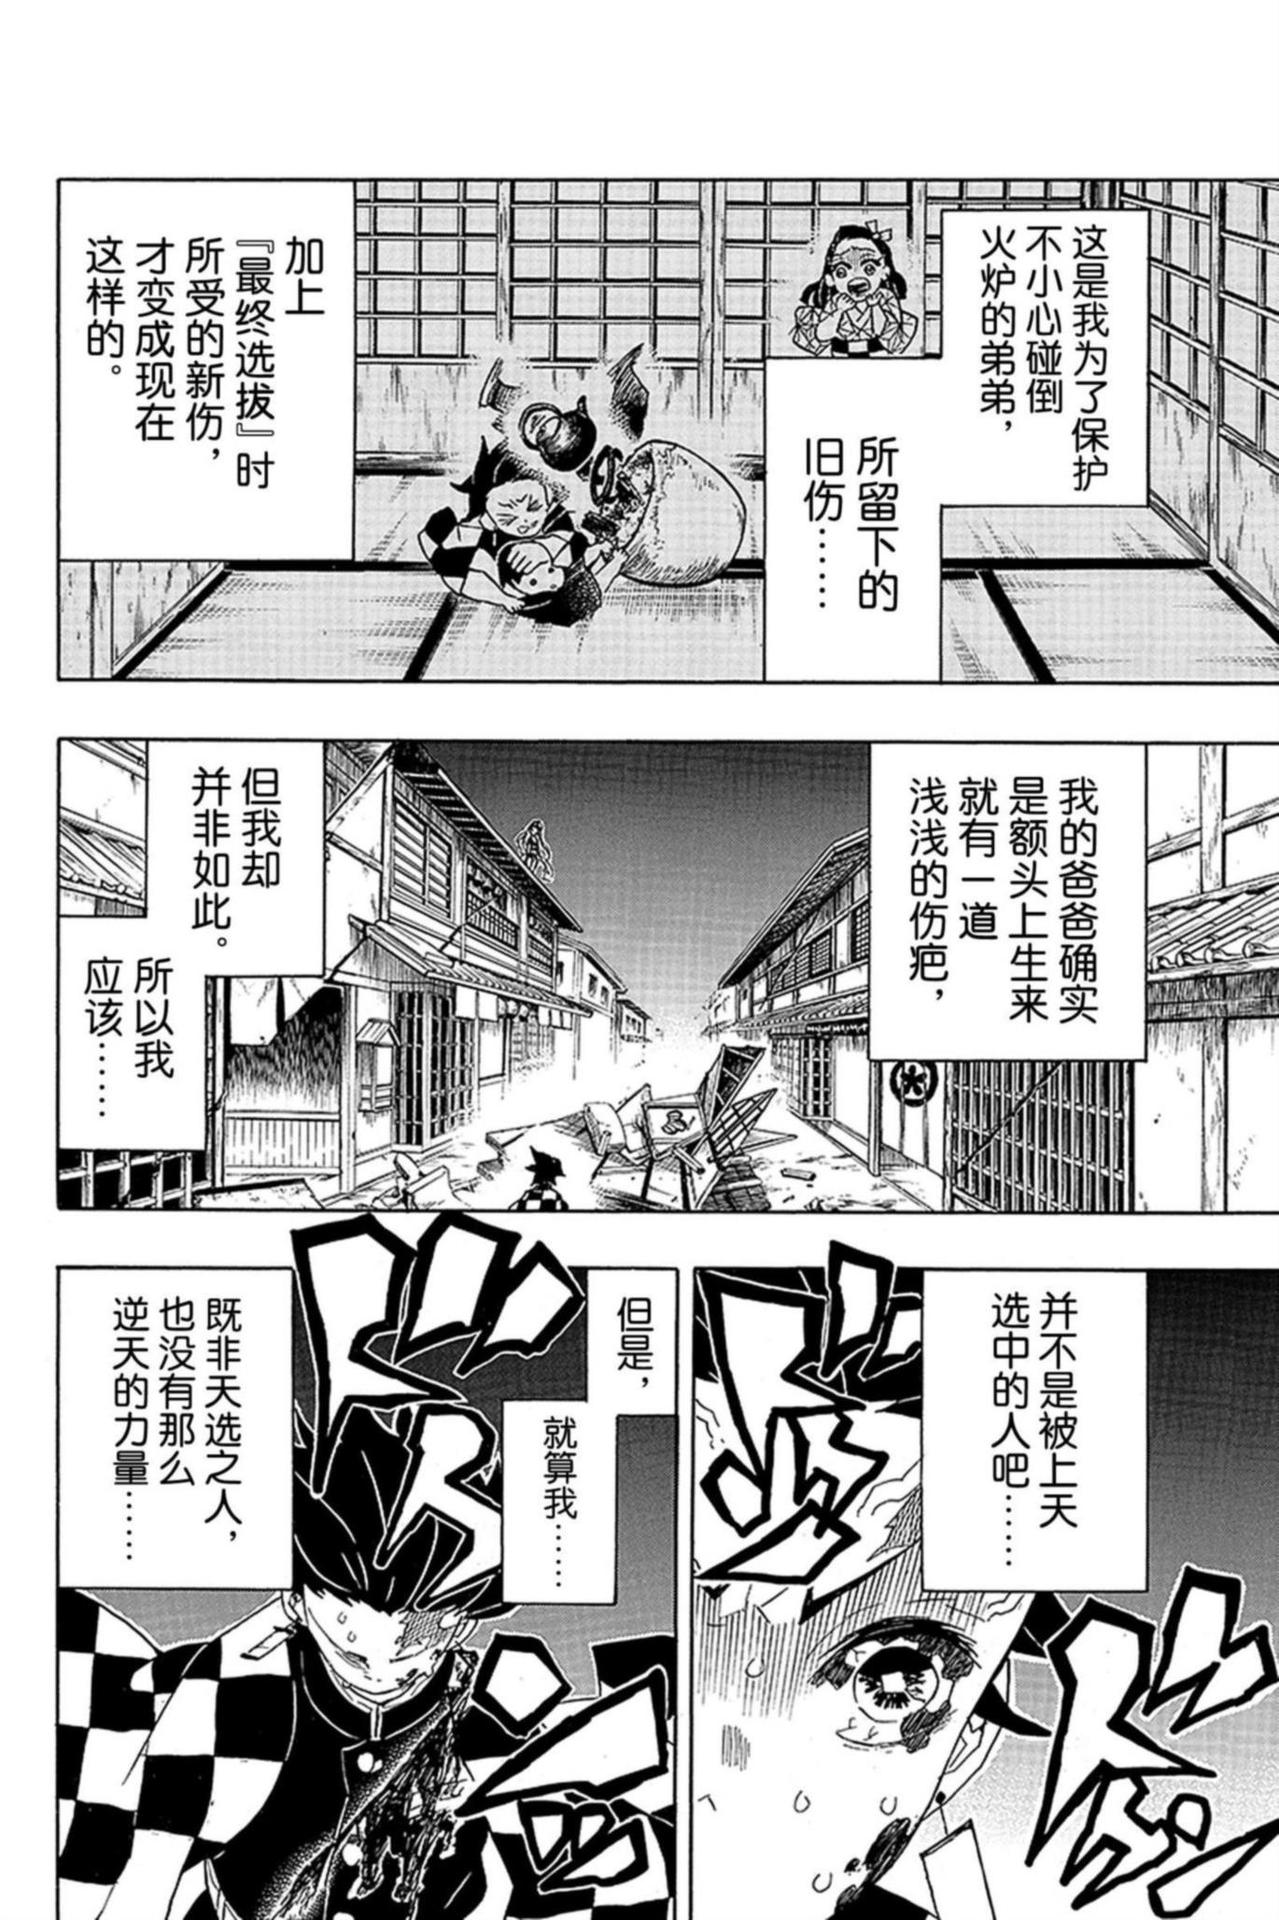 这是我为了保护
不小心碰倒
火炉的弟弟，
所留下的
旧伤……
加上
『最终选拔』时
所受的新伤，
才变成现在
这样的。
我的爸爸确实
是额头上生来
就有一道
浅浅的伤疤，
但我却
并非如此。
所以我
应该……
并不是被上天
选中的人吧……
但是，
就算我……
既非天选之人，
也没有那么
逆天的力量
……